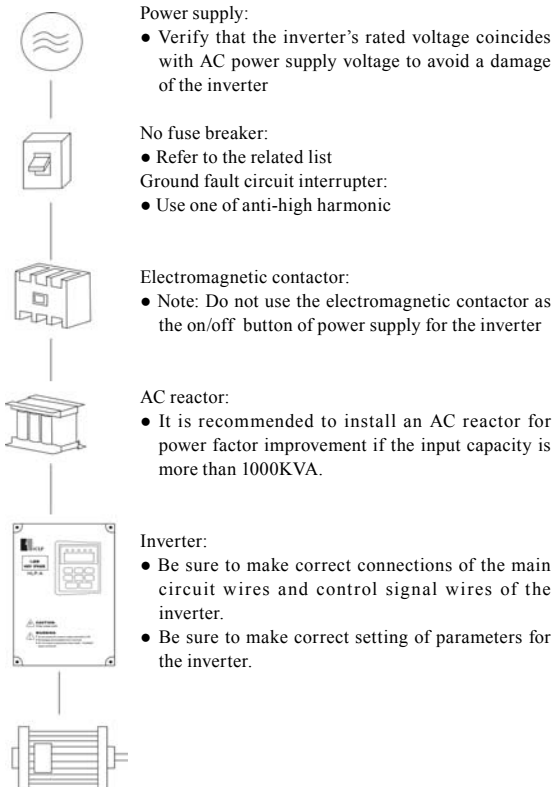 Power supply:
● Verify that the inverter's rated voltage coincides
with AC power supply voltage to avoid a damage
of the inverter
No fuse breaker:
● Refer to the related list
Ground fault circuit interrupter:
● Use one of anti-high harmonic
Electromagnetic contactor:
● Note: Do not use the electromagnetic contactor as
the on/off button of power supply for the inverter
AC reactor:
● It is recommended to install an AC reactor for
power factor improvement if the input capacity is
more than 1000KVA.
Inverter:
● Be sure to make correct connections of the main
circuit wires and control signal wires of the
inverter.
● Be sure to make correct setting of parameters for
the inverter.
CAUTION
WARNING